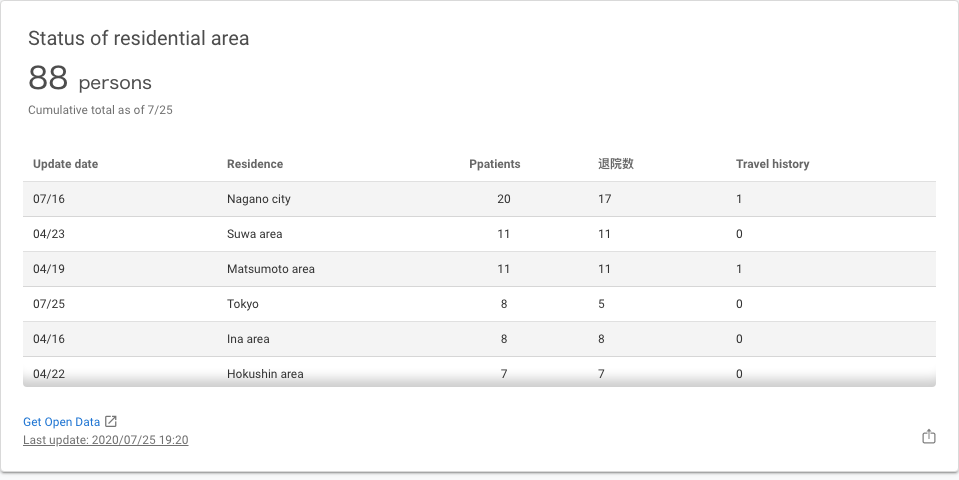 Status of residential area
88 persons
Cumulative total as of 7/25
Update date Residence Ppatients 退院数 Travel history
07/16 Nagano city 20 17 1
04/23 Suwa area 11 11 0
04/19 Matsumoto area 11 11 1
07/25 Tokyo 8 5 0
04/16 Ina area 8 8 0
04/22 Hokushin area 7 7 0
Get Open Data
Last update: 2020/07/25 19:20